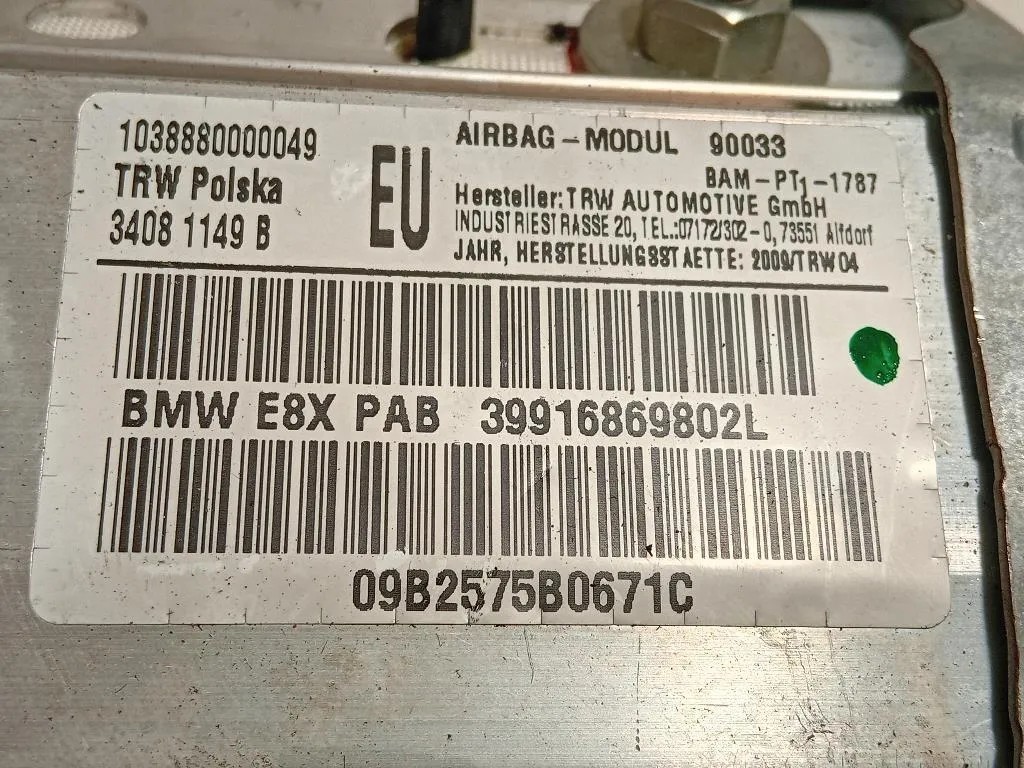 1038880000049
TRW Polska
3408 1149 B
EU
AIRBAG-MODUL 90033
BAM-PT1-1787
Hersteller: TRW AUTOMOTIVE GmbH
INDUSTRIESTRASSE 20, TEL.:07172/302-0, 73551 Alfdorf
JAHR, HERSTELLUNGSSTAETTE: 2009/TRW04
BMW E8X PAB 39916869802L
09B2575B0671C